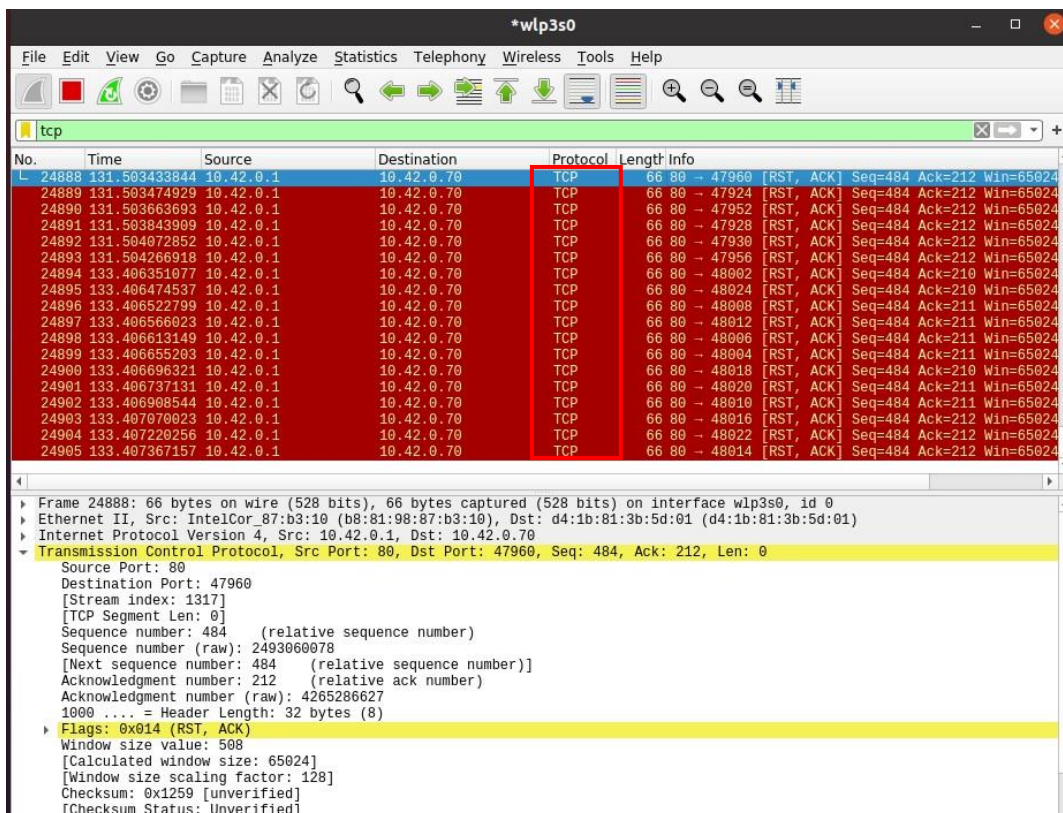 *wlp3s0
File Edit View Go Capture Analyze Statistics Telephony Wireless Tools Help
tcp
No. Time Source Destination Protocol Length Info
24888 131.503433844 10.42.0.1 10.42.0.70 TCP 66 80 → 47960 [RST, ACK] Seq=484 Ack=212 Win=65024
24889 131.503474929 10.42.0.1 10.42.0.70 TCP 66 80 → 47924 [RST, ACK] Seq=484 Ack=212 Win=65024
24890 131.503663693 10.42.0.1 10.42.0.70 TCP 66 80 → 47952 [RST, ACK] Seq=484 Ack=212 Win=65024
24891 131.503843909 10.42.0.1 10.42.0.70 TCP 66 80 → 47928 [RST, ACK] Seq=484 Ack=212 Win=65024
24892 131.504072852 10.42.0.1 10.42.0.70 TCP 66 80 → 47930 [RST, ACK] Seq=484 Ack=212 Win=65024
24893 131.504266918 10.42.0.1 10.42.0.70 TCP 66 80 → 47956 [RST, ACK] Seq=484 Ack=212 Win=65024
24894 133.406351077 10.42.0.1 10.42.0.70 TCP 66 80 → 48002 [RST, ACK] Seq=484 Ack=210 Win=65024
24895 133.406474537 10.42.0.1 10.42.0.70 TCP 66 80 → 48024 [RST, ACK] Seq=484 Ack=210 Win=65024
24896 133.406522799 10.42.0.1 10.42.0.70 TCP 66 80 → 48008 [RST, ACK] Seq=484 Ack=211 Win=65024
24897 133.406566023 10.42.0.1 10.42.0.70 TCP 66 80 → 48012 [RST, ACK] Seq=484 Ack=211 Win=65024
24898 133.406613149 10.42.0.1 10.42.0.70 TCP 66 80 → 48006 [RST, ACK] Seq=484 Ack=211 Win=65024
24899 133.406655203 10.42.0.1 10.42.0.70 TCP 66 80 → 48004 [RST, ACK] Seq=484 Ack=211 Win=65024
24900 133.406696321 10.42.0.1 10.42.0.70 TCP 66 80 → 48018 [RST, ACK] Seq=484 Ack=210 Win=65024
24901 133.406737131 10.42.0.1 10.42.0.70 TCP 66 80 → 48020 [RST, ACK] Seq=484 Ack=211 Win=65024
24902 133.406908544 10.42.0.1 10.42.0.70 TCP 66 80 → 48010 [RST, ACK] Seq=484 Ack=211 Win=65024
24903 133.407070023 10.42.0.1 10.42.0.70 TCP 66 80 → 48016 [RST, ACK] Seq=484 Ack=212 Win=65024
24904 133.407220256 10.42.0.1 10.42.0.70 TCP 66 80 → 48022 [RST, ACK] Seq=484 Ack=212 Win=65024
24905 133.407367157 10.42.0.1 10.42.0.70 TCP 66 80 → 48014 [RST, ACK] Seq=484 Ack=212 Win=65024
Frame 24888: 66 bytes on wire (528 bits), 66 bytes captured (528 bits) on interface wlp3s0, id 0
Ethernet II, Src: IntelCor_87:b3:10 (b8:81:98:87:b3:10), Dst: d4:1b:81:3b:5d:01 (d4:1b:81:3b:5d:01)
Internet Protocol Version 4, Src: 10.42.0.1, Dst: 10.42.0.70
Transmission Control Protocol, Src Port: 80, Dst Port: 47960, Seq: 484, Ack: 212, Len: 0
Source Port: 80
Destination Port: 47960
[Stream index: 1317]
[TCP Segment Len: 0]
Sequence number: 484 (relative sequence number)
Sequence number (raw): 2493060078
[Next sequence number: 484 (relative sequence number)]
Acknowledgment number: 212 (relative ack number)
Acknowledgment number (raw): 4265286627
1000 .... = Header Length: 32 bytes (8)
Flags: 0x014 (RST, ACK)
Window size value: 508
[Calculated window size: 65024]
[Window size scaling factor: 128]
Checksum: 0x1259 [unverified]
[Checksum Status: Unverified]